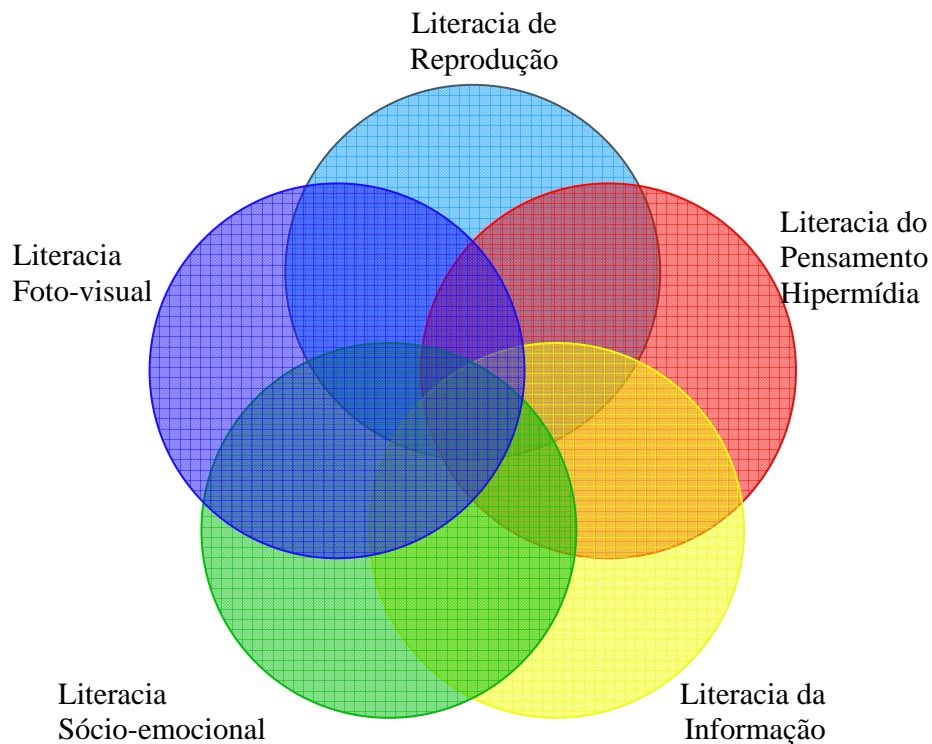 Literacia de
Reprodução
Literacia
Foto-visual
Literacia do
Pensamento
Hipermídia
Literacia
Sócio-emocional
Literacia da
Informação